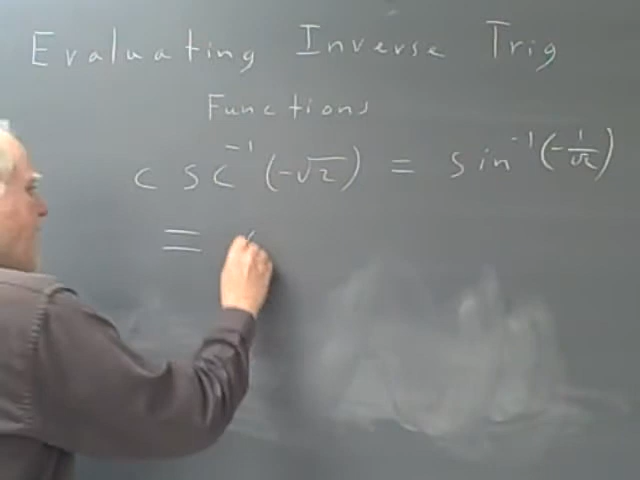 Evaluating Inverse Trig
Functions
csc⁻¹(-√2) = sin⁻¹(-1/√2)
=